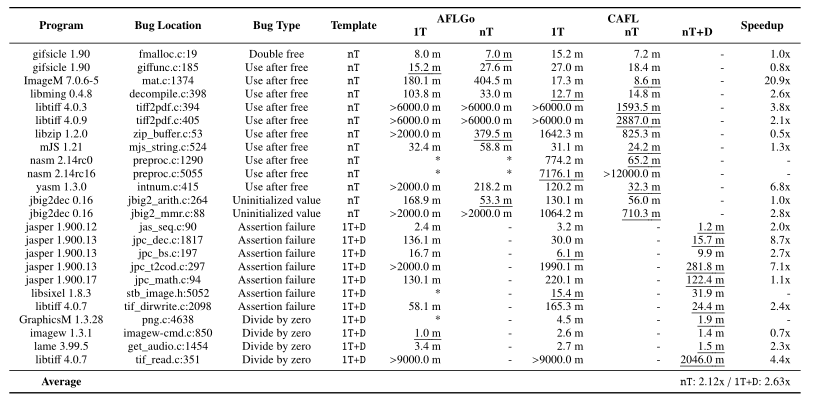 Program Bug Location Bug Type Template AFLGo CAFL Speedup
1T nT 1T nT nT+D
gifsicle 1.90 fmalloc.c:19 Double free nT 8.0 m 7.0 m 15.2 m 7.2 m - 1.0x
gifsicle 1.90 giffunc.c:185 Use after free nT 15.2 m 27.6 m 27.0 m 18.4 m - 0.8x
ImageM 7.0.6-5 mat.c:1374 Use after free nT 180.1 m 404.5 m 17.3 m 8.6 m - 20.9x
libming 0.4.8 decompile.c:398 Use after free nT 103.8 m 33.0 m 12.7 m 14.8 m - 2.6x
libtiff 4.0.3 tiff2pdf.c:394 Use after free nT >6000.0 m >6000.0 m >6000.0 m 1593.5 m - 3.8x
libtiff 4.0.9 tiff2pdf.c:405 Use after free nT >6000.0 m >6000.0 m >6000.0 m 2887.0 m - 2.1x
libzip 1.2.0 zip_buffer.c:53 Use after free nT >2000.0 m 379.5 m 1642.3 m 825.3 m - 0.5x
mJS 1.21 mjs_string.c:524 Use after free nT 32.4 m 58.8 m 31.1 m 24.2 m - 1.3x
nasm 2.14rc0 preproc.c:1290 Use after free nT * * 774.2 m 65.2 m - -
nasm 2.14rc16 preproc.c:5055 Use after free nT * * 7176.1 m >12000.0 m - -
yasm 1.3.0 intnum.c:415 Use after free nT >2000.0 m 218.2 m 120.2 m 32.3 m - 6.8x
jbig2dec 0.16 jbig2_arith.c:264 Uninitialized value nT 168.9 m 53.3 m 130.1 m 56.0 m - 1.0x
jbig2dec 0.16 jbig2_mmr.c:88 Uninitialized value nT >2000.0 m >2000.0 m 1064.2 m 710.3 m - 2.8x
jasper 1.900.12 jas_seq.c:90 Assertion failure 1T+D 2.4 m - 3.2 m - 1.2 m 2.0x
jasper 1.900.13 jpc_dec.c:1817 Assertion failure 1T+D 136.1 m - 30.0 m - 15.7 m 8.7x
jasper 1.900.13 jpc_bs.c:197 Assertion failure 1T+D 16.7 m - 6.1 m - 9.9 m 2.7x
jasper 1.900.13 jpc_t2cod.c:297 Assertion failure 1T+D >2000.0 m - 1990.1 m - 281.8 m 7.1x
jasper 1.900.17 jpc_math.c:94 Assertion failure 1T+D 130.1 m - 220.1 m - 122.4 m 1.1x
libsixel 1.8.3 stb_image.h:5052 Assertion failure 1T+D * - 15.4 m - 31.9 m -
libtiff 4.0.7 tif_dirwrite.c:2098 Assertion failure 1T+D 58.1 m - 165.3 m - 24.4 m 2.4x
GraphicsM 1.3.28 png.c:4638 Divide by zero 1T+D * - 4.5 m - 1.9 m -
imagew 1.3.1 imagew-cmd.c:850 Divide by zero 1T+D 1.0 m - 2.6 m - 1.4 m 0.7x
lame 3.99.5 get_audio.c:1454 Divide by zero 1T+D 3.4 m - 2.7 m - 1.5 m 2.3x
libtiff 4.0.7 tif_read.c:351 Divide by zero 1T+D >9000.0 m - >9000.0 m - 2046.0 m 4.4x
Average nT: 2.12x / 1T+D: 2.63x